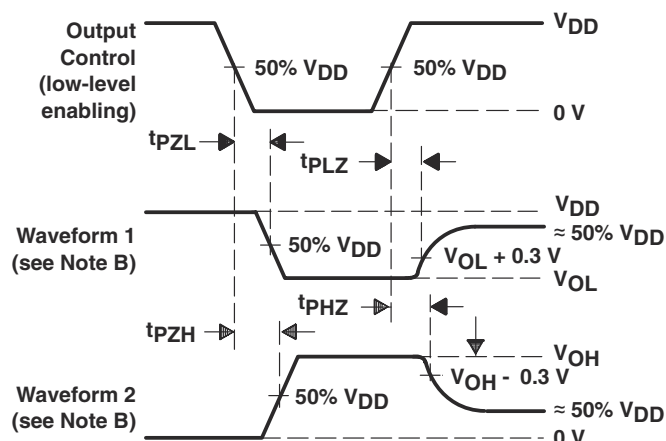 Output
Control
(low-level
enabling)
VDD
50% VDD
50% VDD
0 V
tPZL
tPLZ
VDD
Waveform 1
(see Note B)
50% VDD
≈ 50% VDD
VOL + 0.3 V
VOL
tPHZ
tPZH
VOH
Waveform 2
(see Note B)
50% VDD
VOH - 0.3 V
≈ 50% VDD
0 V